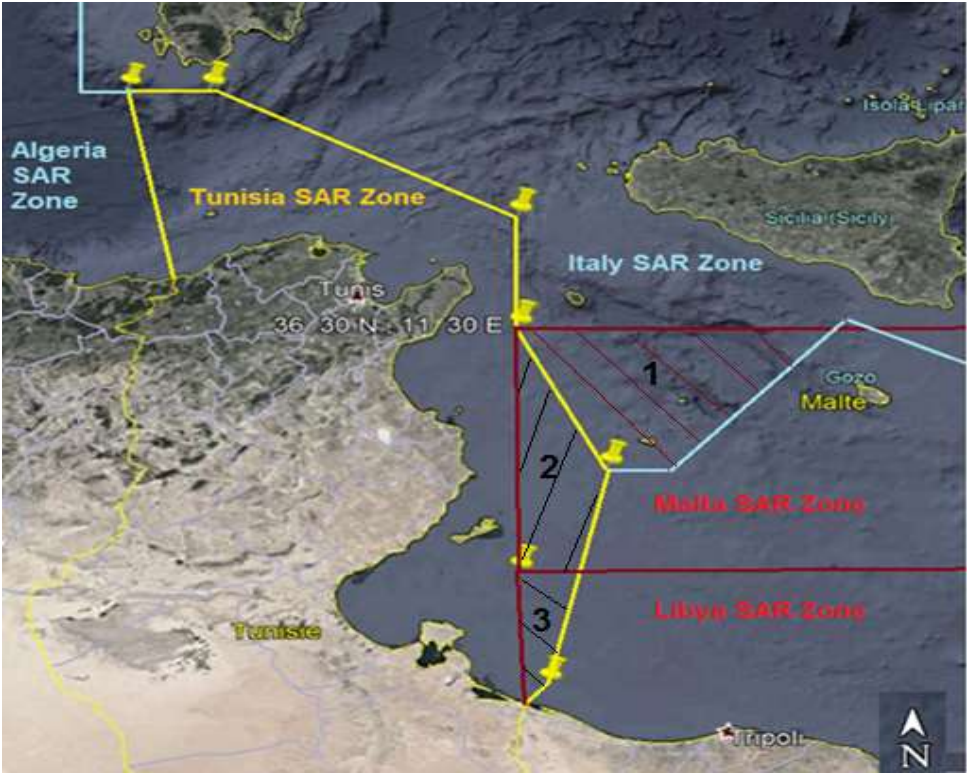 Isola Lipar
Algeria
SAR
Zone
Tunisia SAR Zone
Sicilia (Sicily)
Italy SAR Zone
Tunis
36 30 N 11 30 E
1
Gozo
Malte
2
Malta SAR Zone
3
Libya SAR Zone
Tunisie
Tripoli
N